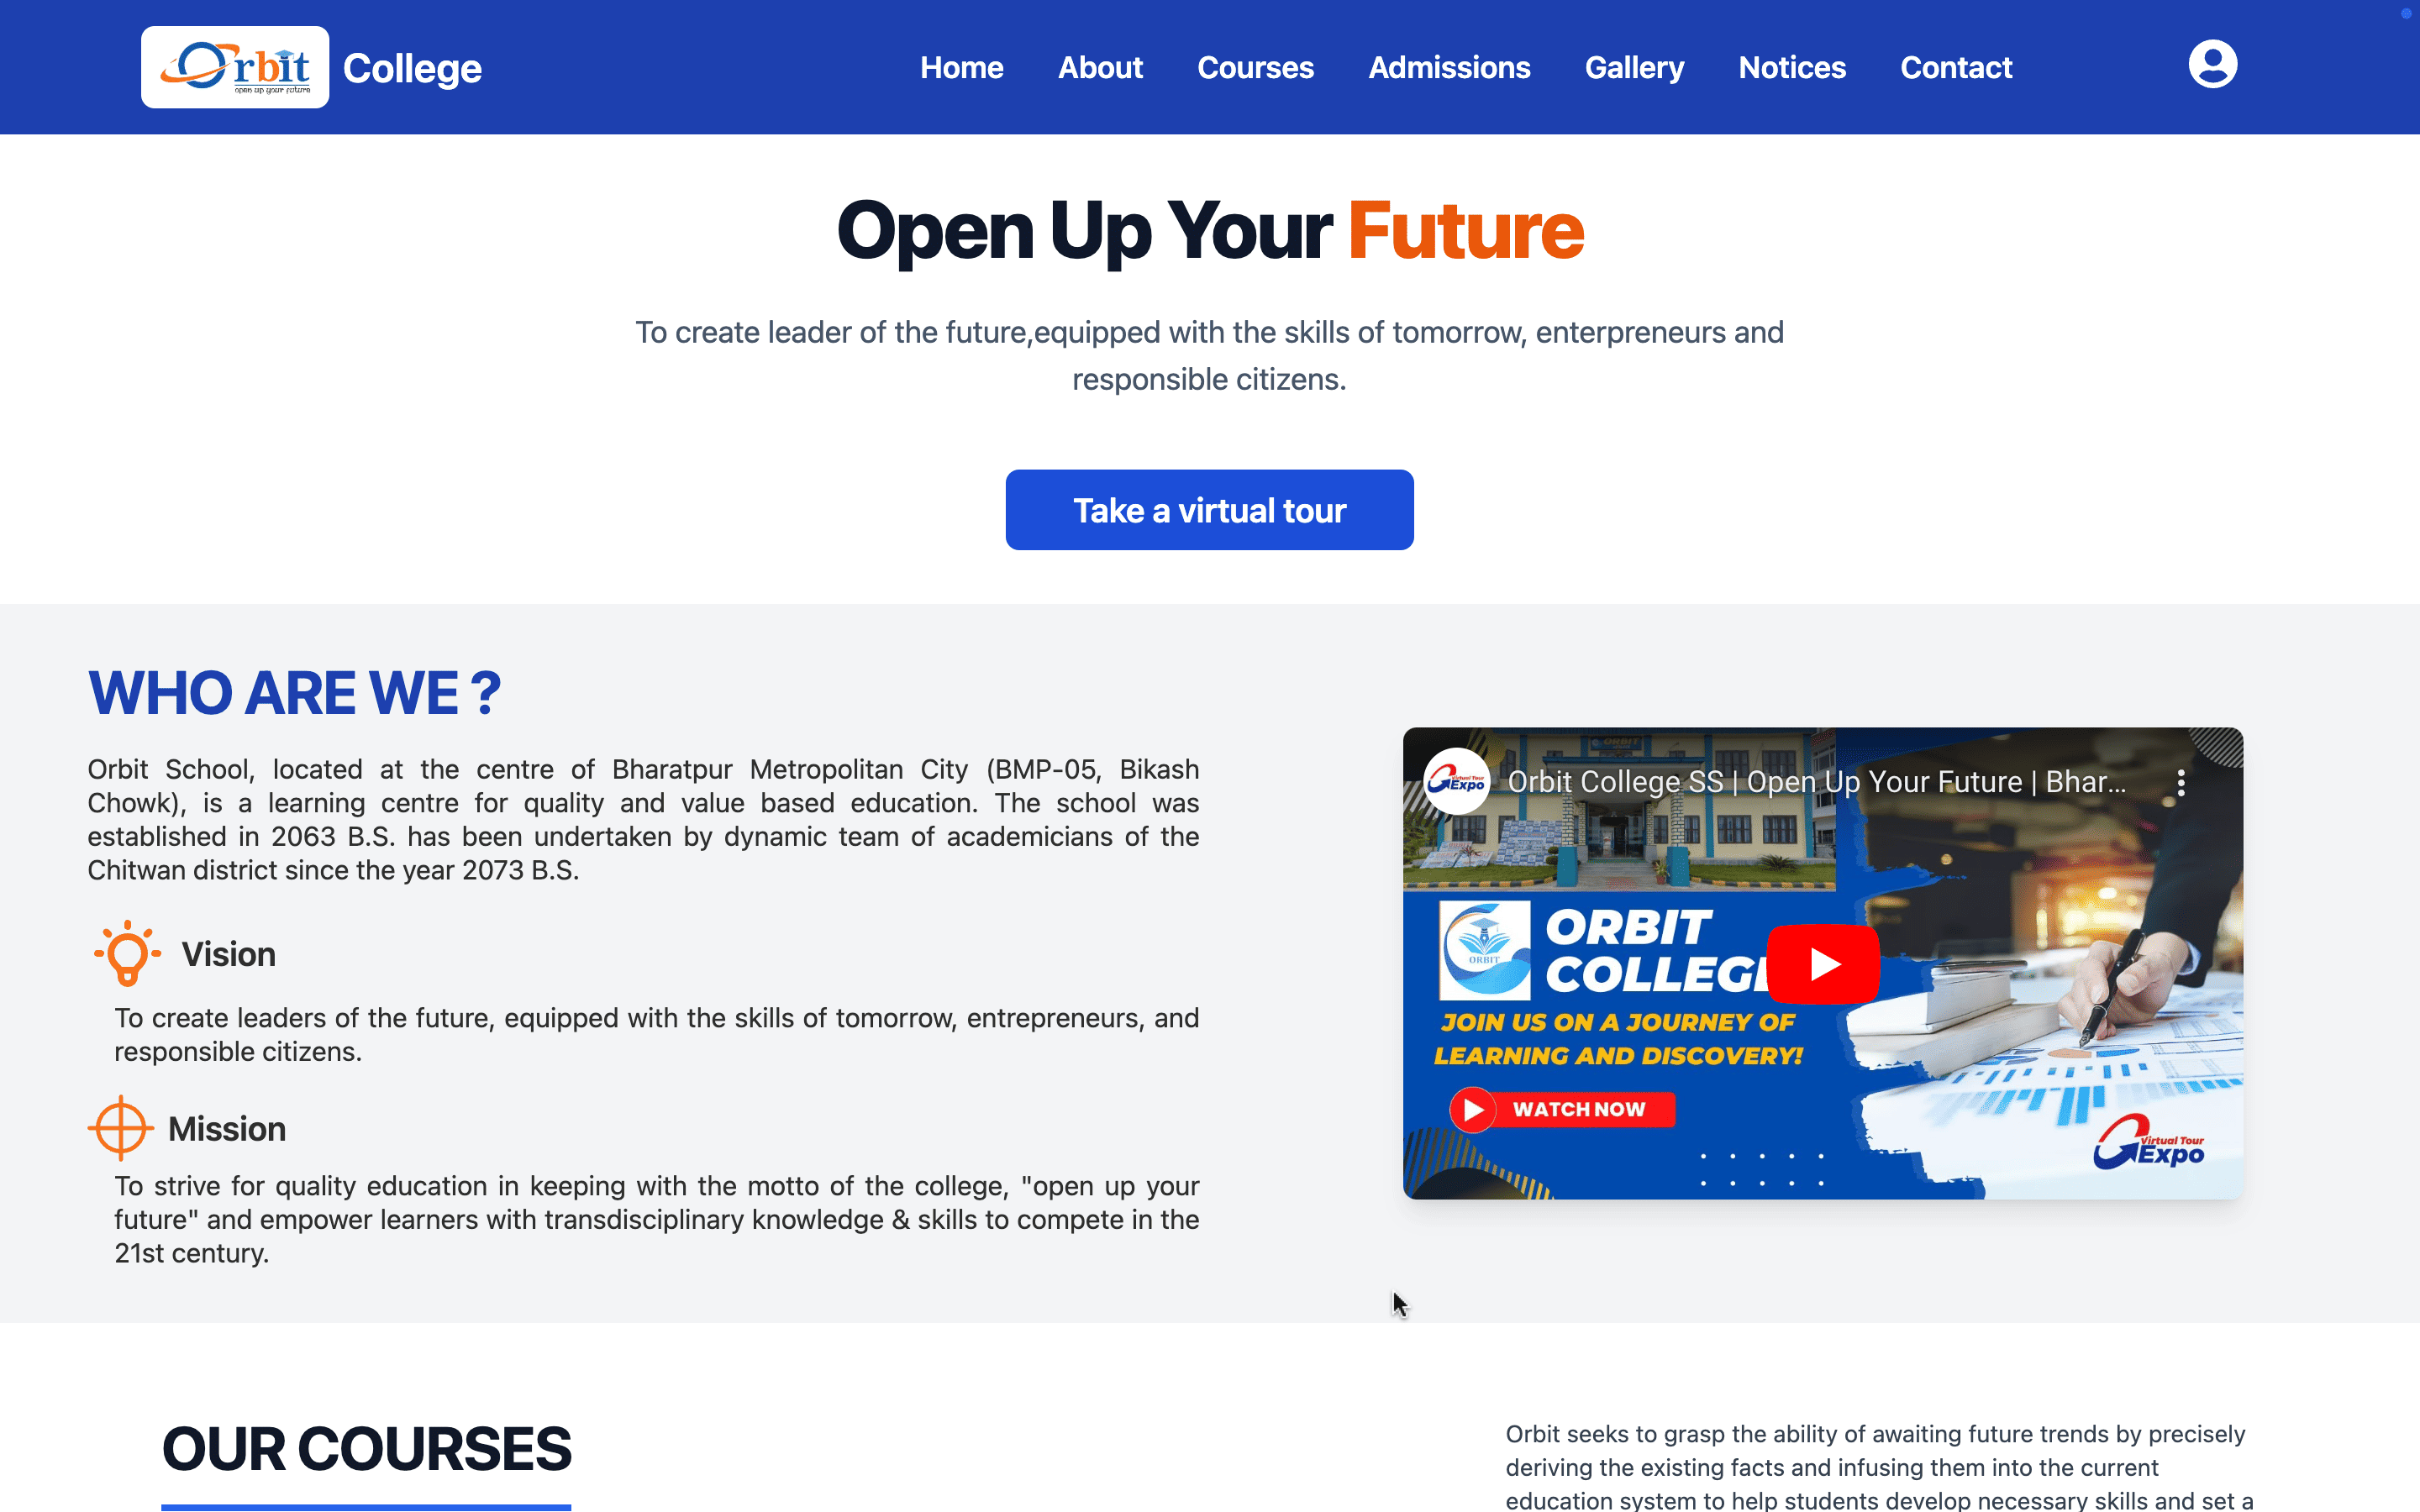 Orbit
open up your future
College
Home About Courses Admissions Gallery Notices Contact
Open Up Your Future
To create leader of the future,equipped with the skills of tomorrow, enterpreneurs and
responsible citizens.
Take a virtual tour
WHO ARE WE ?
Orbit School, located at the centre of Bharatpur Metropolitan City (BMP-05, Bikash
Chowk), is a learning centre for quality and value based education. The school was
established in 2063 B.S. has been undertaken by dynamic team of academicians of the
Chitwan district since the year 2073 B.S.
Vision
To create leaders of the future, equipped with the skills of tomorrow, entrepreneurs, and
responsible citizens.
Mission
To strive for quality education in keeping with the motto of the college, "open up your
future" and empower learners with transdisciplinary knowledge & skills to compete in the
21st century.
ORBIT
Virtual Tour
Expo
Orbit College SS | Open Up Your Future | Bhar...
ORBIT
ORBIT
COLLEGE
JOIN US ON A JOURNEY OF
LEARNING AND DISCOVERY!
WATCH NOW
Virtual Tour
Expo
OUR COURSES
Orbit seeks to grasp the ability of awaiting future trends by precisely
deriving the existing facts and infusing them into the current
education system to help students develop necessary skills and set a